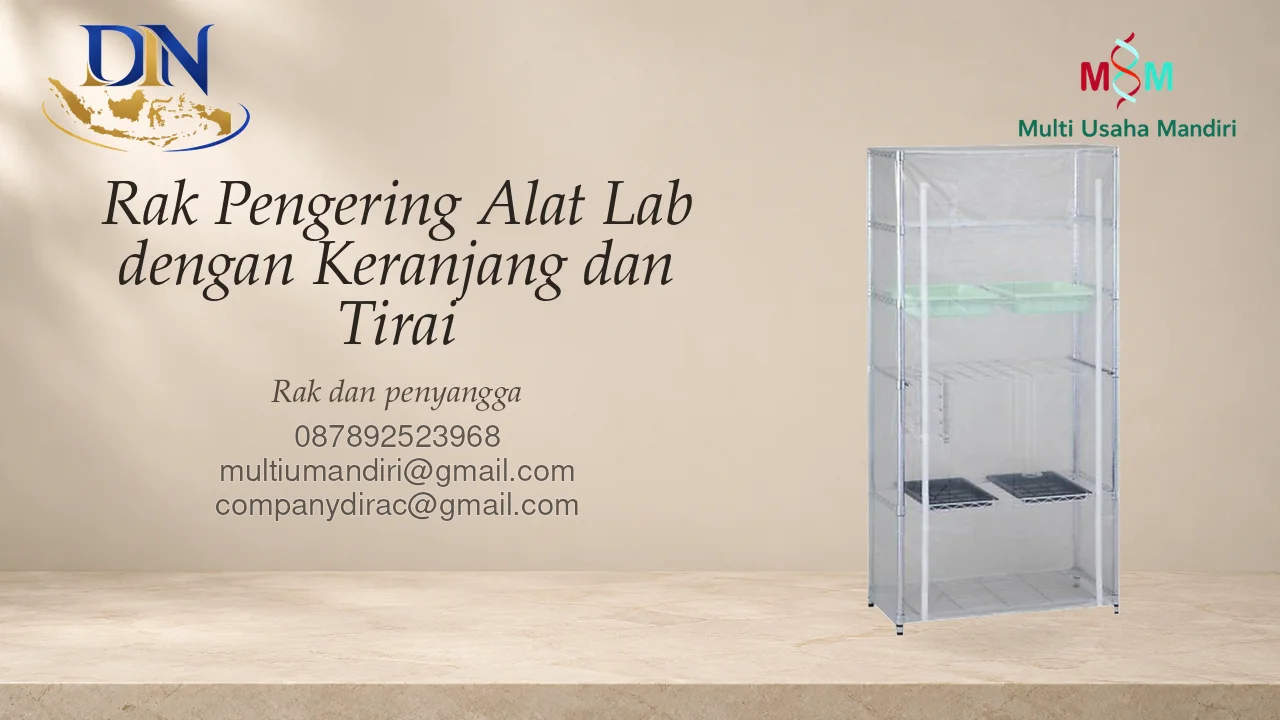 DN
M M
Multi Usaha Mandiri
Rak Pengering Alat Lab
dengan Keranjang dan
Tirai
Rak dan penyangga
087892523968
multiumandiri@gmail.com
companydirac@gmail.com